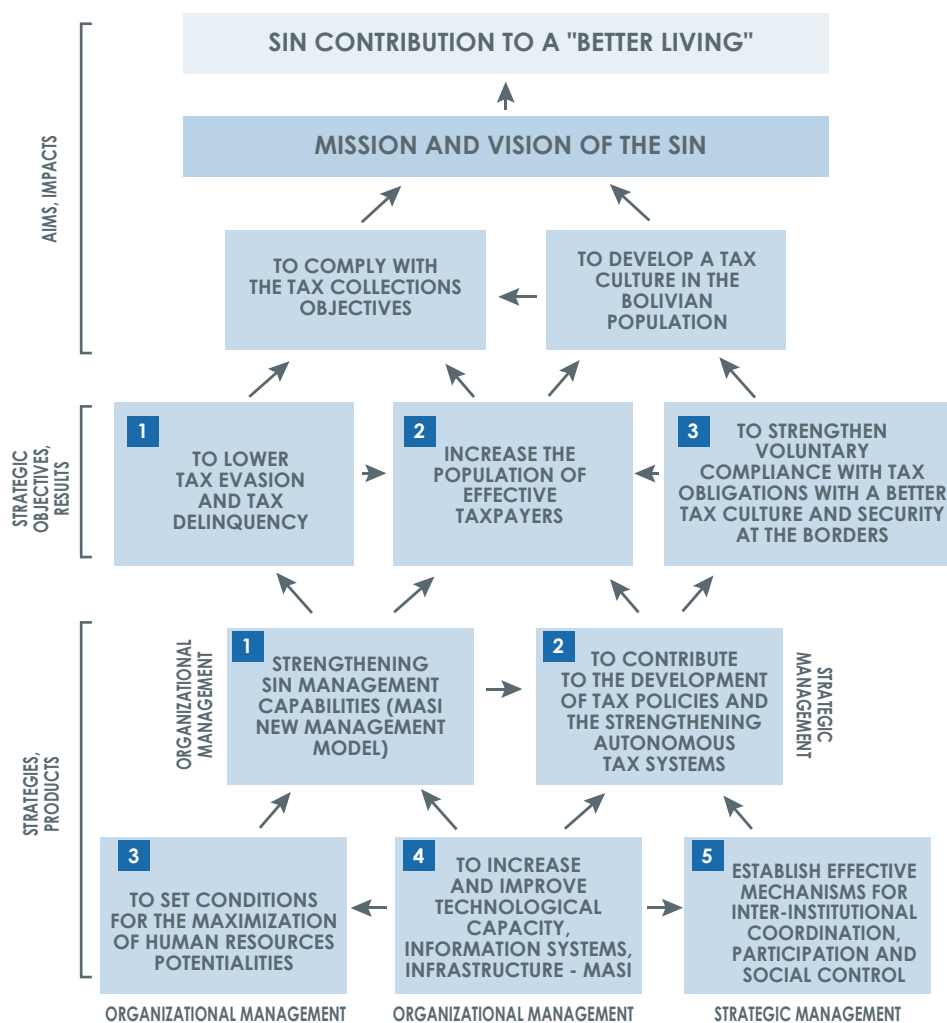 SIN CONTRIBUTION TO A "BETTER LIVING"
MISSION AND VISION OF THE SIN
AIMS, IMPACTS
TO COMPLY WITH
THE TAX COLLECTIONS
OBJECTIVES
TO DEVELOP A TAX
CULTURE IN THE
BOLIVIAN
POPULATION
STRATEGIC
OBJECTIVES,
RESULTS
1
TO LOWER
TAX EVASION
AND TAX
DELINQUENCY
2
INCREASE THE
POPULATION OF
EFFECTIVE
TAXPAYERS
3
TO STRENGTHEN
VOLUNTARY
COMPLIANCE WITH TAX
OBLIGATIONS WITH A BETTER
TAX CULTURE AND SECURITY
AT THE BORDERS
STRATEGIES,
PRODUCTS
ORGANIZATIONAL
MANAGEMENT
1
STRENGTHENING
SIN MANAGEMENT
CAPABILITIES (MASI
NEW MANAGEMENT
MODEL)
2
TO CONTRIBUTE
TO THE DEVELOPMENT
OF TAX POLICIES AND
THE STRENGTHENING
AUTONOMOUS
TAX SYSTEMS
STRATEGIC
MANAGEMENT
3
TO SET CONDITIONS
FOR THE MAXIMIZATION
OF HUMAN RESOURCES
POTENTIALITIES
4
TO INCREASE
AND IMPROVE
TECHNOLOGICAL
CAPACITY,
INFORMATION SYSTEMS,
INFRASTRUCTURE - MASI
5
ESTABLISH EFFECTIVE
MECHANISMS FOR
INTER-INSTITUTIONAL
COORDINATION,
PARTICIPATION AND
SOCIAL CONTROL
ORGANIZATIONAL MANAGEMENT
ORGANIZATIONAL MANAGEMENT
STRATEGIC MANAGEMENT